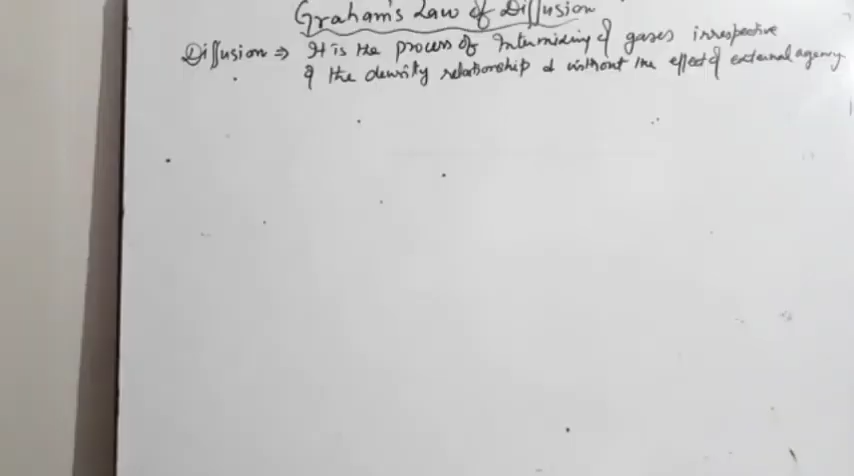 Graham's Law of Diffusion
Diffusion ⇒ It is the process of Intermixing of gases irrespective
of the density relationship & without the effect of external agency.